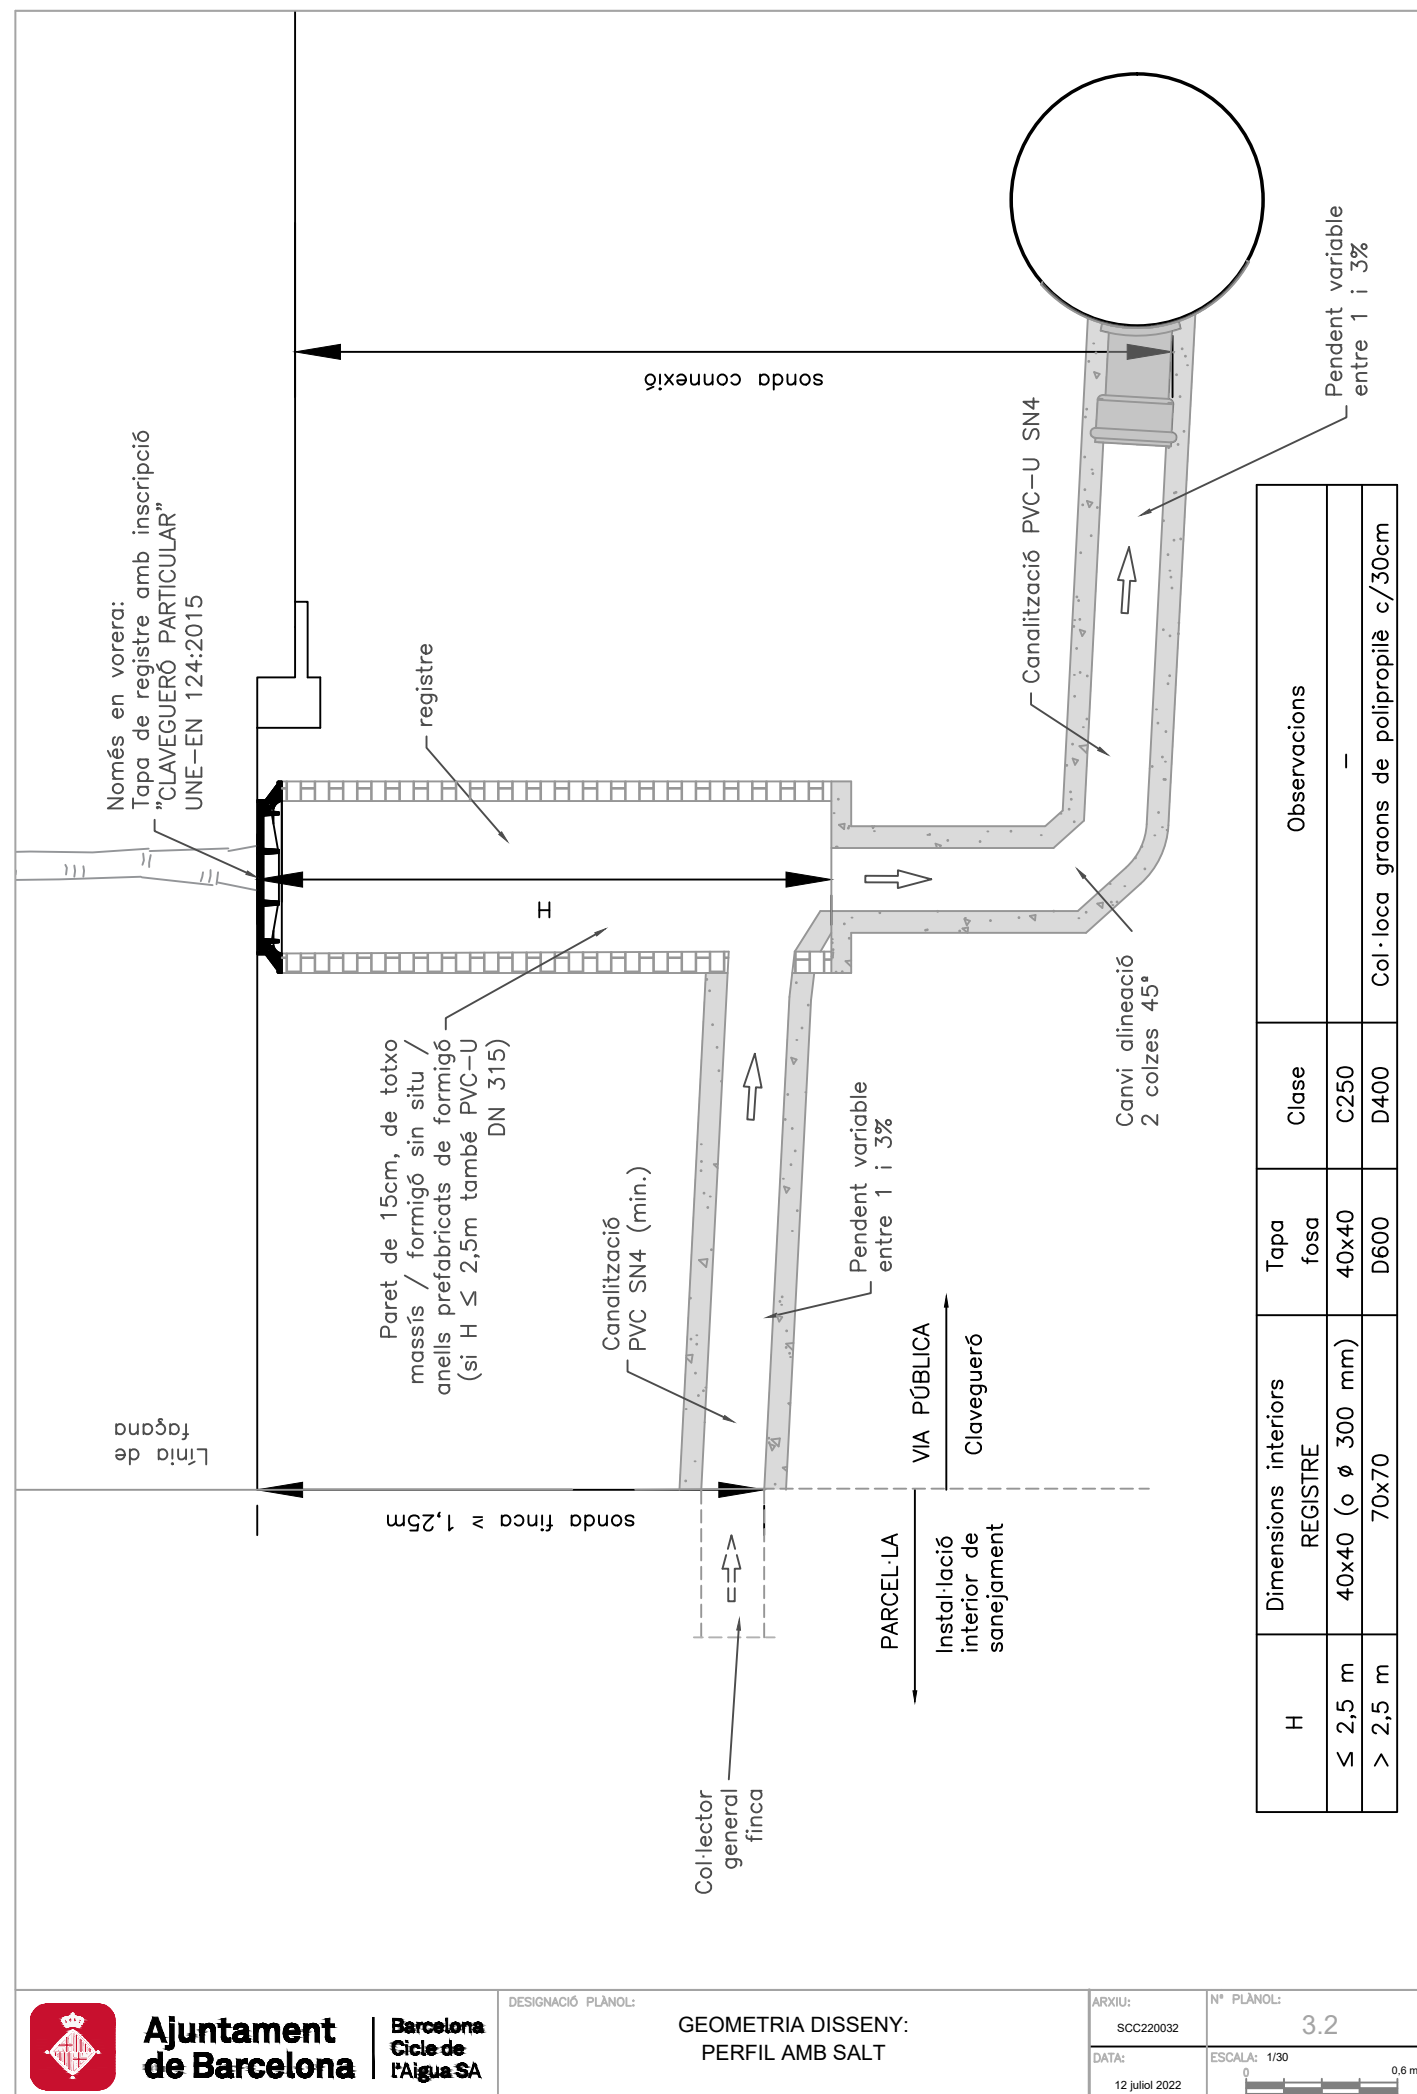 Només en vorera:
Tapa de registre amb inscripció
"CLAVEGUERÓ PARTICULAR"
UNE-EN 124:2015
registre
sonda connexió
Pendent variable
entre 1 i 3%
Canalització PVC-U SN4
H
Paret de 15cm, de totxo
massís / formigó sin situ /
anells prefabricats de formigó
(si H ≤ 2,5m també PVC-U
DN 315)
Canvi alineació
2 colzes 45°
Canalització
PVC SN4 (min.)
Pendent variable
entre 1 i 3%
Línia de
façana
sonda finca ≥ 1,25m
VIA PÚBLICA
Clavegueró
PARCEL·LA
Instal·lació
interior de
sanejament
Col·lector
general
finca
H
Dimensions interiors
REGISTRE
Tapa
fosa
Clase
Observacions
≤ 2,5 m
40x40 (o ø 300 mm)
40x40
C250
-
> 2,5 m
70x70
D600
D400
Col·loca graons de polipropilè c/30cm
Ajuntament
de Barcelona
Barcelona
Cicle de
l'Aigua SA
DESIGNACIÓ PLÀNOL:
GEOMETRIA DISSENY:
PERFIL AMB SALT
ARXIU:
SCC220032
Nº PLÀNOL:
3.2
DATA:
12 juliol 2022
ESCALA: 1/30
0
0,6 m